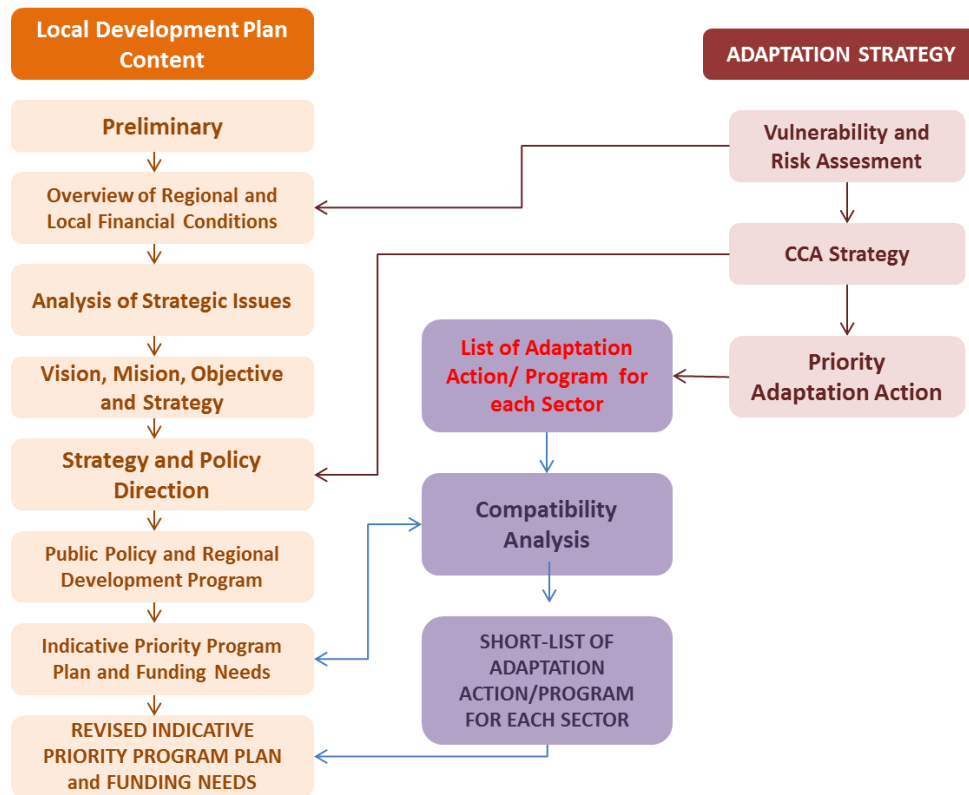 Local Development Plan
Content
Preliminary
Overview of Regional and
Local Financial Conditions
Analysis of Strategic Issues
Vision, Mision, Objective
and Strategy
Strategy and Policy
Direction
Public Policy and Regional
Development Program
Indicative Priority Program
Plan and Funding Needs
REVISED INDICATIVE
PRIORITY PROGRAM PLAN
and FUNDING NEEDS
List of Adaptation
Action/ Program for
each Sector
Compatibility
Analysis
SHORT-LIST OF
ADAPTATION
ACTION/PROGRAM
FOR EACH SECTOR
ADAPTATION STRATEGY
Vulnerability and
Risk Assesment
CCA Strategy
Priority
Adaptation Action